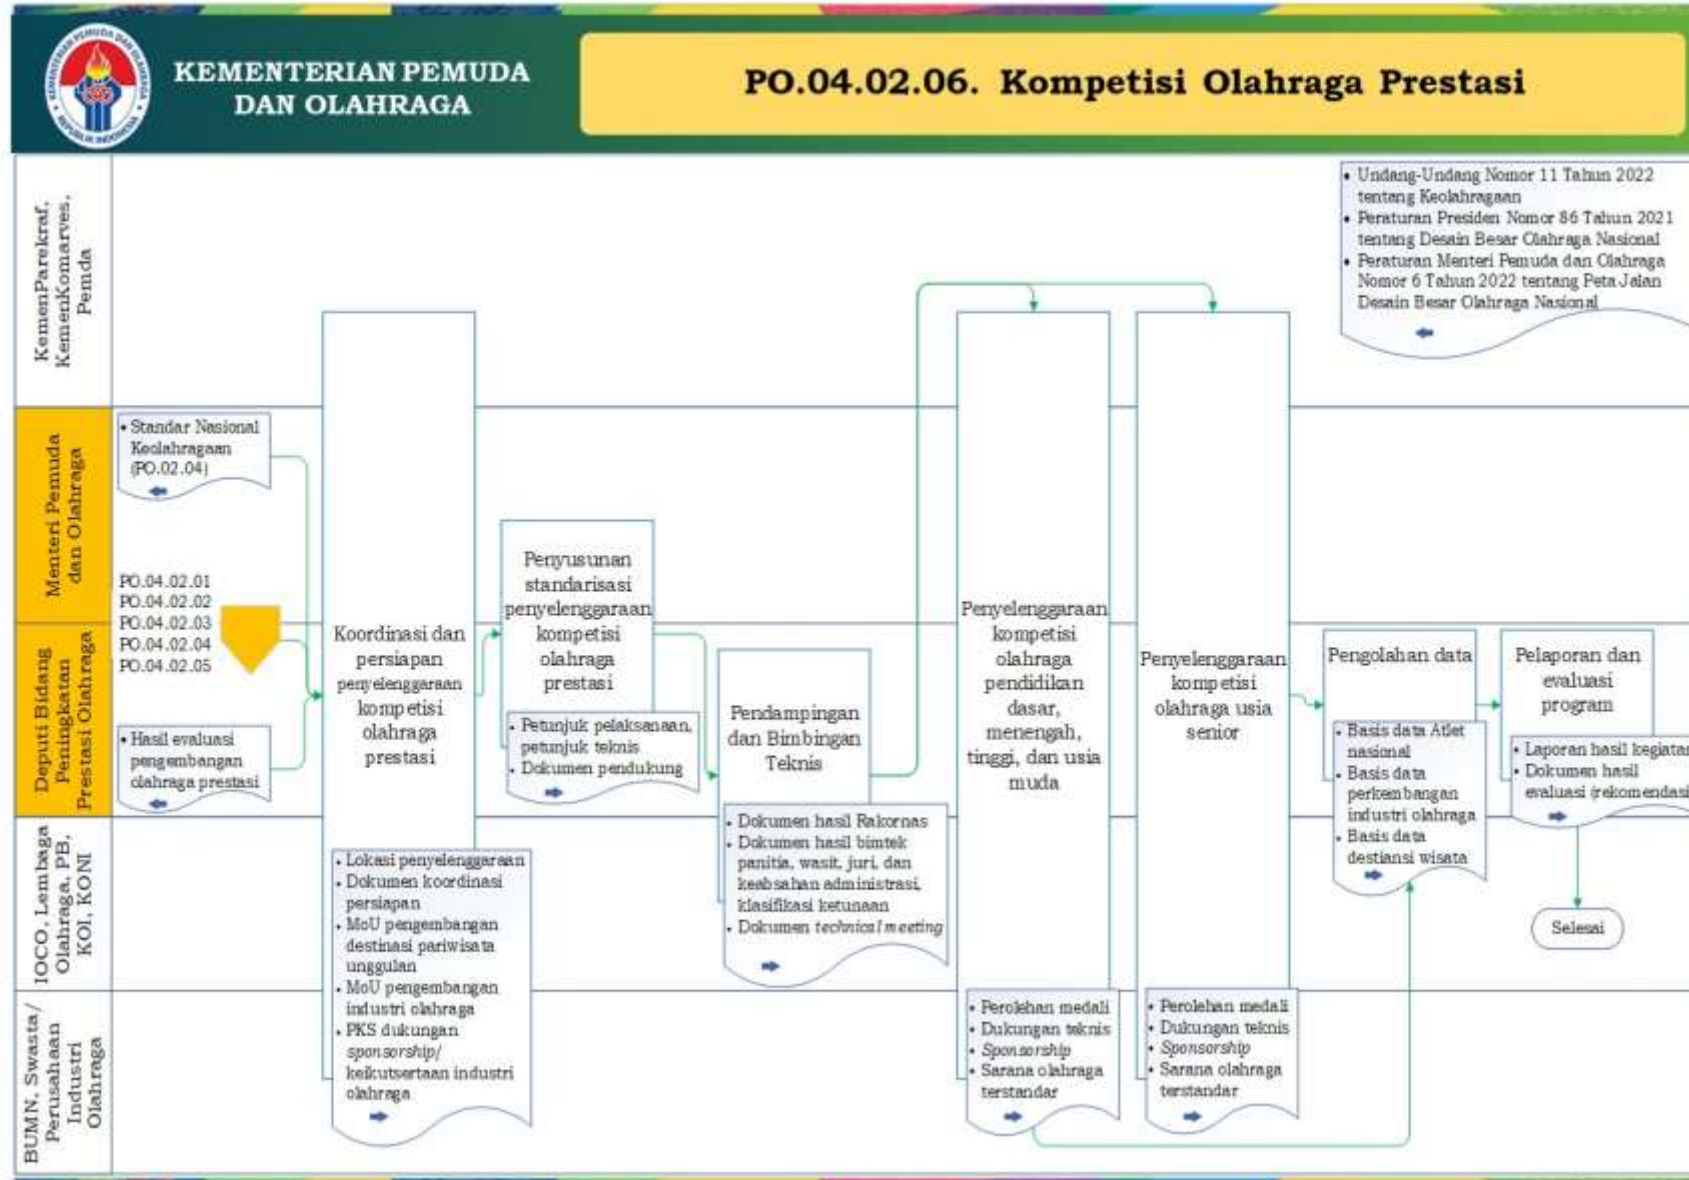 KEMENTERIAN PEMUDA DAN OLAHRAGA
REPUBLIK INDONESIA
KEMENTERIAN PEMUDA
DAN OLAHRAGA
PO.04.02.06. Kompetisi Olahraga Prestasi
KemenParekraf,
KemenKomarves,
Pemda
• Undang-Undang Nomor 11 Tahun 2022
tentang Keolahragaan
• Peraturan Presiden Nomor 86 Tahun 2021
tentang Desain Besar Olahraga Nasional
• Peraturan Menteri Pemuda dan Olahraga
Nomor 6 Tahun 2022 tentang Peta Jalan
Desain Besar Olahraga Nasional
Menteri Pemuda
dan Olahraga
• Standar Nasional
Keolahragaan
(PO.02.04)
PO.04.02.01
PO.04.02.02
PO.04.02.03
PO.04.02.04
PO.04.02.05
Deputi Bidang
Peningkatan
Prestasi Olahraga
• Hasil evaluasi
pengembangan
olahraga prestasi
Koordinasi dan
persiapan
penyelenggaraan
kompetisi
olahraga
prestasi
• Lokasi penyelenggaraan
• Dokumen koordinasi
persiapan
• MoU pengembangan
destinasi pariwisata
unggulan
• MoU pengembangan
industri olahraga
• PKS dukungan
sponsorship/
keikutsertaan industri
olahraga
Penyusunan
standarisasi
penyelenggaraan
kompetisi
olahraga
prestasi
• Petunjuk pelaksanaan,
petunjuk teknis
• Dokumen pendukung
Pendampingan
dan Bimbingan
Teknis
• Dokumen hasil Rakornas
• Dokumen hasil bimtek
panitia, wasit, juri, dan
keabsahan administrasi,
klasifikasi ketunaan
• Dokumen technical meeting
Penyelenggaraan
kompetisi
olahraga
pendidikan
dasar,
menengah,
tinggi, dan usia
muda
• Perolehan medali
• Dukungan teknis
• Sponsorship
• Sarana olahraga
terstandar
Penyelenggaraan
kompetisi
olahraga usia
senior
• Perolehan medali
• Dukungan teknis
• Sponsorship
• Sarana olahraga
terstandar
Pengolahan data
• Basis data Atlet
nasional
• Basis data
perkembangan
industri olahraga
• Basis data
destiansi wisata
Pelaporan dan
evaluasi
program
• Laporan hasil kegiatan
• Dokumen hasil
evaluasi (rekomendasi
Selesai
IOCO, Lembaga
Olahraga, PB,
KOI, KONI
BUMN, Swasta/
Perusahaan
Industri
Olahraga